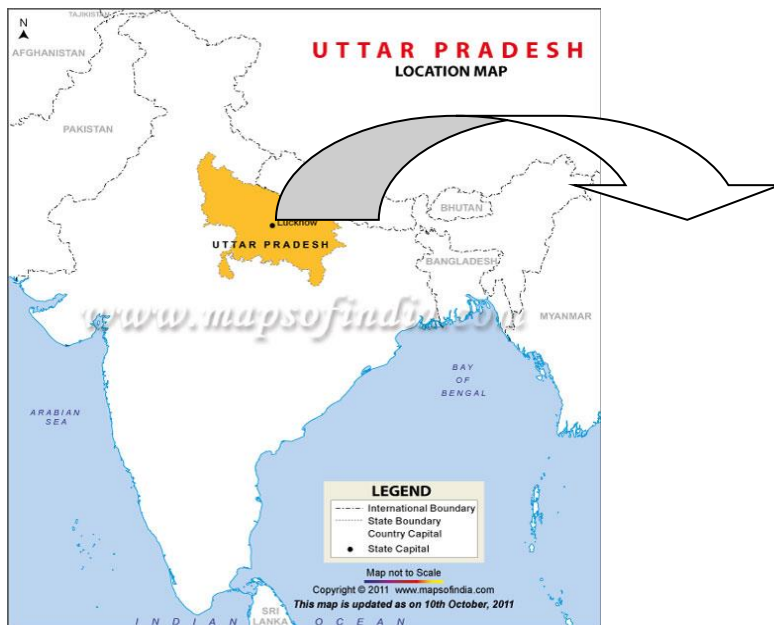 TAJIKISTAN
N
AFGHANISTAN
UTTAR PRADESH
LOCATION MAP
PAKISTAN
BHUTAN
Lucknow
UTTAR PRADESH
BANGLADESH
www.mapsofindia.com
MYANMAR
BAY
OF
BENGAL
ARABIAN
SEA
LEGEND
International Boundary
State Boundary
Country Capital
State Capital
Map not to Scale
Copyright © 2011 www.mapsofindia.com
This map is updated as on 10th October, 2011
SRI
LANKA
INDIAN OCEAN